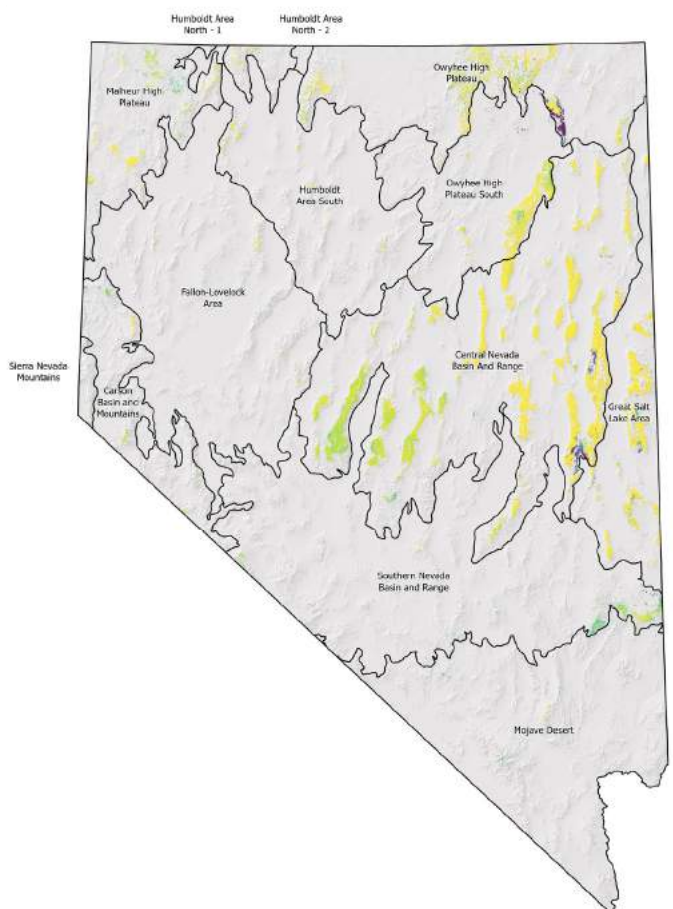 Humboldt Area
North - 1
Humboldt Area
North - 2
Malheur High
Plateau
Owyhee High
Plateau
Humboldt
Area South
Owyhee High
Plateau South
Fallon-Lovelock
Area
Sierra Nevada
Mountains
Carson
Basin and
Mountains
Central Nevada
Basin And Range
Great Salt
Lake Area
Southern Nevada
Basin and Range
Mojave Desert